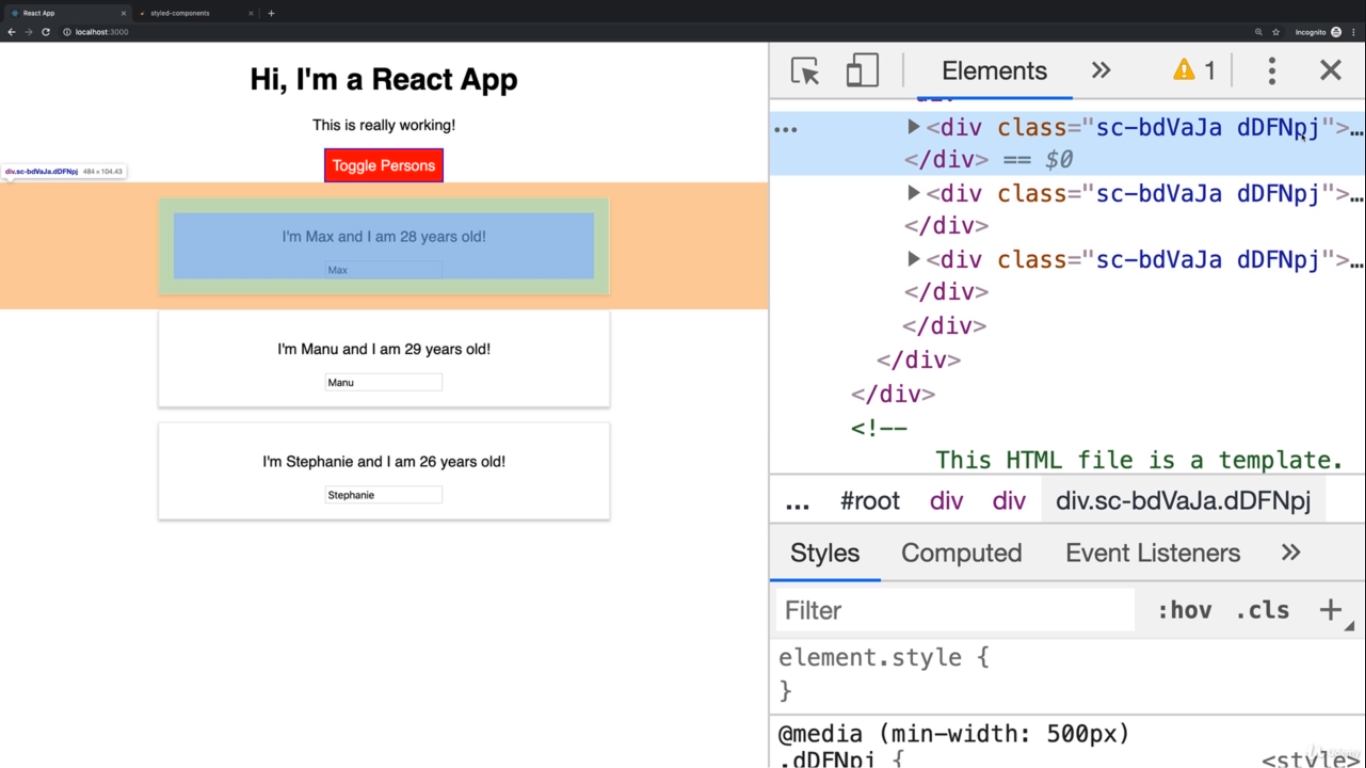 React App
styled-components
localhost:3000
Incognito
Hi, I'm a React App
This is really working!
Toggle Persons
div.sc-bdVaJa.dDFNpj 484 × 104.43
I'm Max and I am 28 years old!
Max
I'm Manu and I am 29 years old!
Manu
I'm Stephanie and I am 26 years old!
Stephanie
Elements
1
div
<div class="sc-bdVaJa dDFNpj">…
</div> == $0
<div class="sc-bdVaJa dDFNpj">…
</div>
<div class="sc-bdVaJa dDFNpj">…
</div>
</div>
</div>
</div>
<!--
This HTML file is a template.
... #root div div div.sc-bdVaJa.dDFNpj
Styles Computed Event Listeners
Filter :hov .cls
element.style {
}
@media (min-width: 500px)
.dDFNpj { <style>